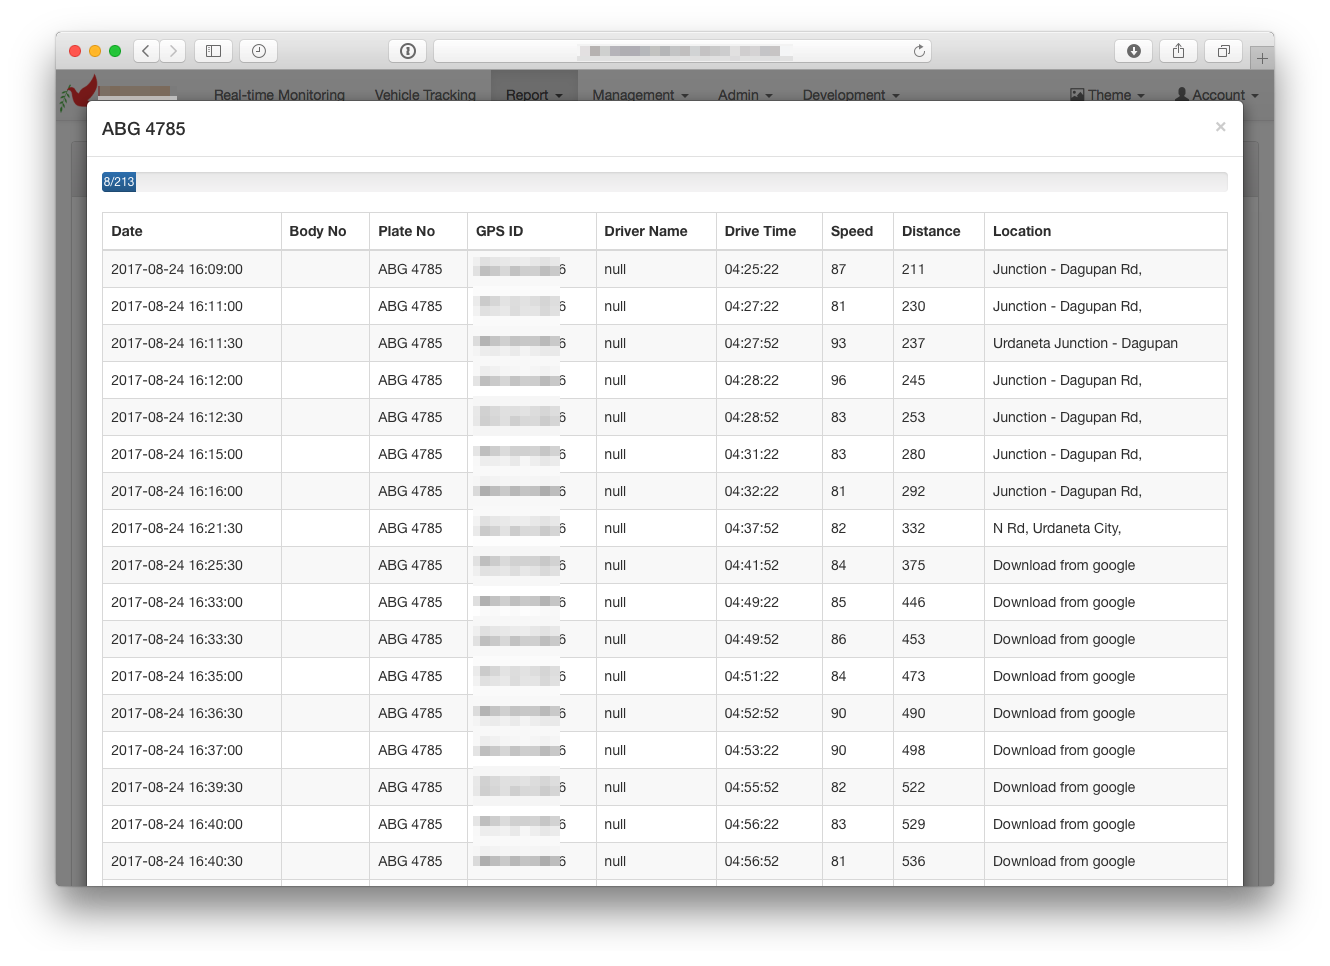 Real-time Monitoring Vehicle Tracking Report Management Admin Development Theme Account
ABG 4785
×
8/213
Date Body No Plate No GPS ID Driver Name Drive Time Speed Distance Location
2017-08-24 16:09:00 ABG 4785 6 null 04:25:22 87 211 Junction - Dagupan Rd,
2017-08-24 16:11:00 ABG 4785 6 null 04:27:22 81 230 Junction - Dagupan Rd,
2017-08-24 16:11:30 ABG 4785 6 null 04:27:52 93 237 Urdaneta Junction - Dagupan
2017-08-24 16:12:00 ABG 4785 6 null 04:28:22 96 245 Junction - Dagupan Rd,
2017-08-24 16:12:30 ABG 4785 6 null 04:28:52 83 253 Junction - Dagupan Rd,
2017-08-24 16:15:00 ABG 4785 6 null 04:31:22 83 280 Junction - Dagupan Rd,
2017-08-24 16:16:00 ABG 4785 6 null 04:32:22 81 292 Junction - Dagupan Rd,
2017-08-24 16:21:30 ABG 4785 6 null 04:37:52 82 332 N Rd, Urdaneta City,
2017-08-24 16:25:30 ABG 4785 6 null 04:41:52 84 375 Download from google
2017-08-24 16:33:00 ABG 4785 6 null 04:49:22 85 446 Download from google
2017-08-24 16:33:30 ABG 4785 6 null 04:49:52 86 453 Download from google
2017-08-24 16:35:00 ABG 4785 6 null 04:51:22 84 473 Download from google
2017-08-24 16:36:30 ABG 4785 6 null 04:52:52 90 490 Download from google
2017-08-24 16:37:00 ABG 4785 6 null 04:53:22 90 498 Download from google
2017-08-24 16:39:30 ABG 4785 6 null 04:55:52 82 522 Download from google
2017-08-24 16:40:00 ABG 4785 6 null 04:56:22 83 529 Download from google
2017-08-24 16:40:30 ABG 4785 6 null 04:56:52 81 536 Download from google